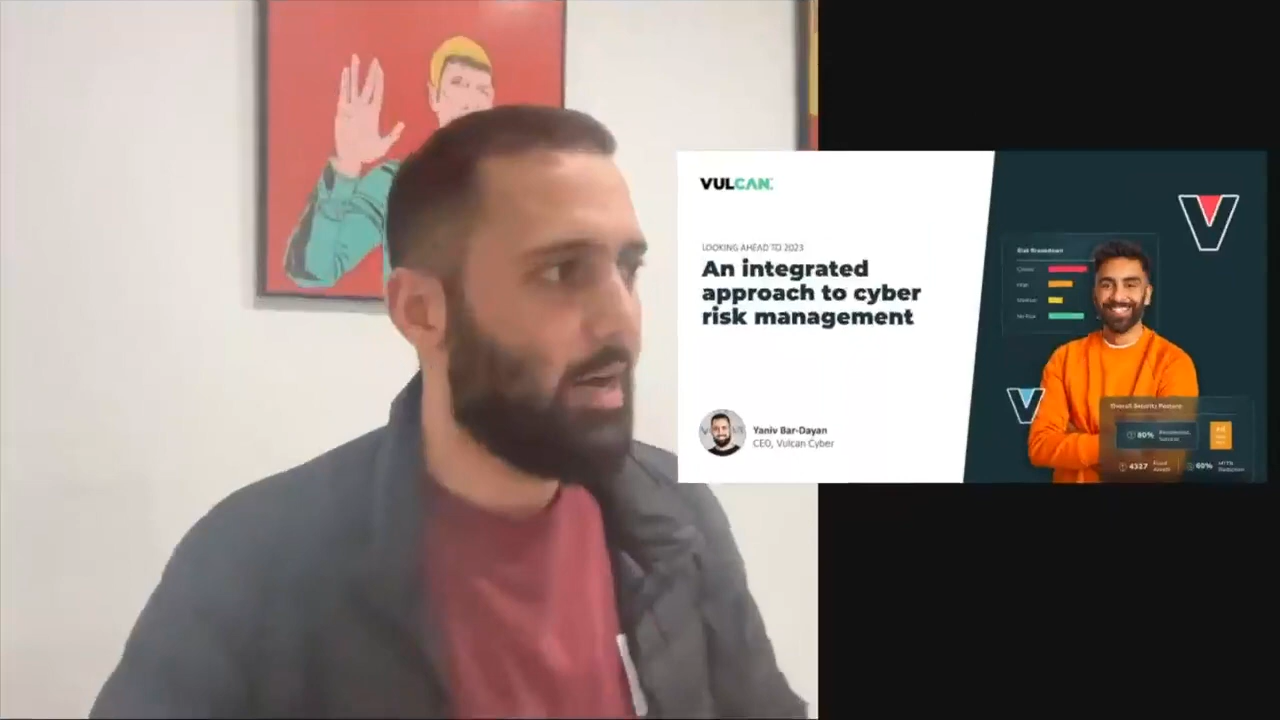 VULCAN
LOOKING AHEAD TO 2023
An integrated
approach to cyber
risk management
Yaniv Bar-Dayan
CEO, Vulcan Cyber
Risk Breakdown
Critical
High
Medium
No Risk
Overall Security Posture
80%
4327
60%